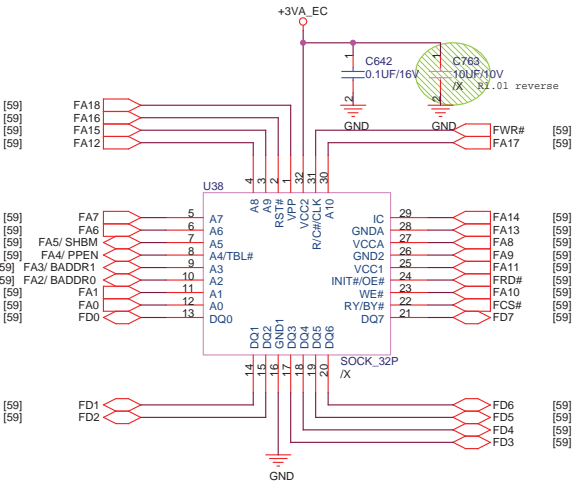 +3VA_EC
1 C642
0.1UF/16V
2
GND
1 C763
10UF/10V
/X R1.01 reverse
2
GND
[59] FA18
[59] FA16
[59] FA15
[59] FA12
FWR# [59]
FA17 [59]
4 3 2 1 32 31 30
U38
A8 A9 RST# VPP VCC2 R/C#/CLK A10
[59] FA7 5 A7
[59] FA6 6 A6
[59] FA5/ SHBM 7 A5
[59] FA4/ PPEN 8 A4/TBL#
59] FA3/ BADDR1 9 A3
[59] FA2/ BADDR0 10 A2
[59] FA1 11 A1
[59] FA0 12 A0
[59] FD0 13 DQ0
IC 29 FA14 [59]
GNDA 28 FA13 [59]
VCCA 27 FA8 [59]
GND2 26 FA9 [59]
VCC1 25 FA11 [59]
INIT#/OE# 24 FRD# [59]
WE# 23 FA10 [59]
RY/BY# 22 FCS# [59]
DQ7 21 FD7 [59]
DQ1 DQ2 GND1 DQ3 DQ4 DQ5 DQ6
14 15 16 17 18 19 20
SOCK_32P
/X
[59] FD1
[59] FD2
FD6 [59]
FD5 [59]
FD4 [59]
FD3 [59]
GND